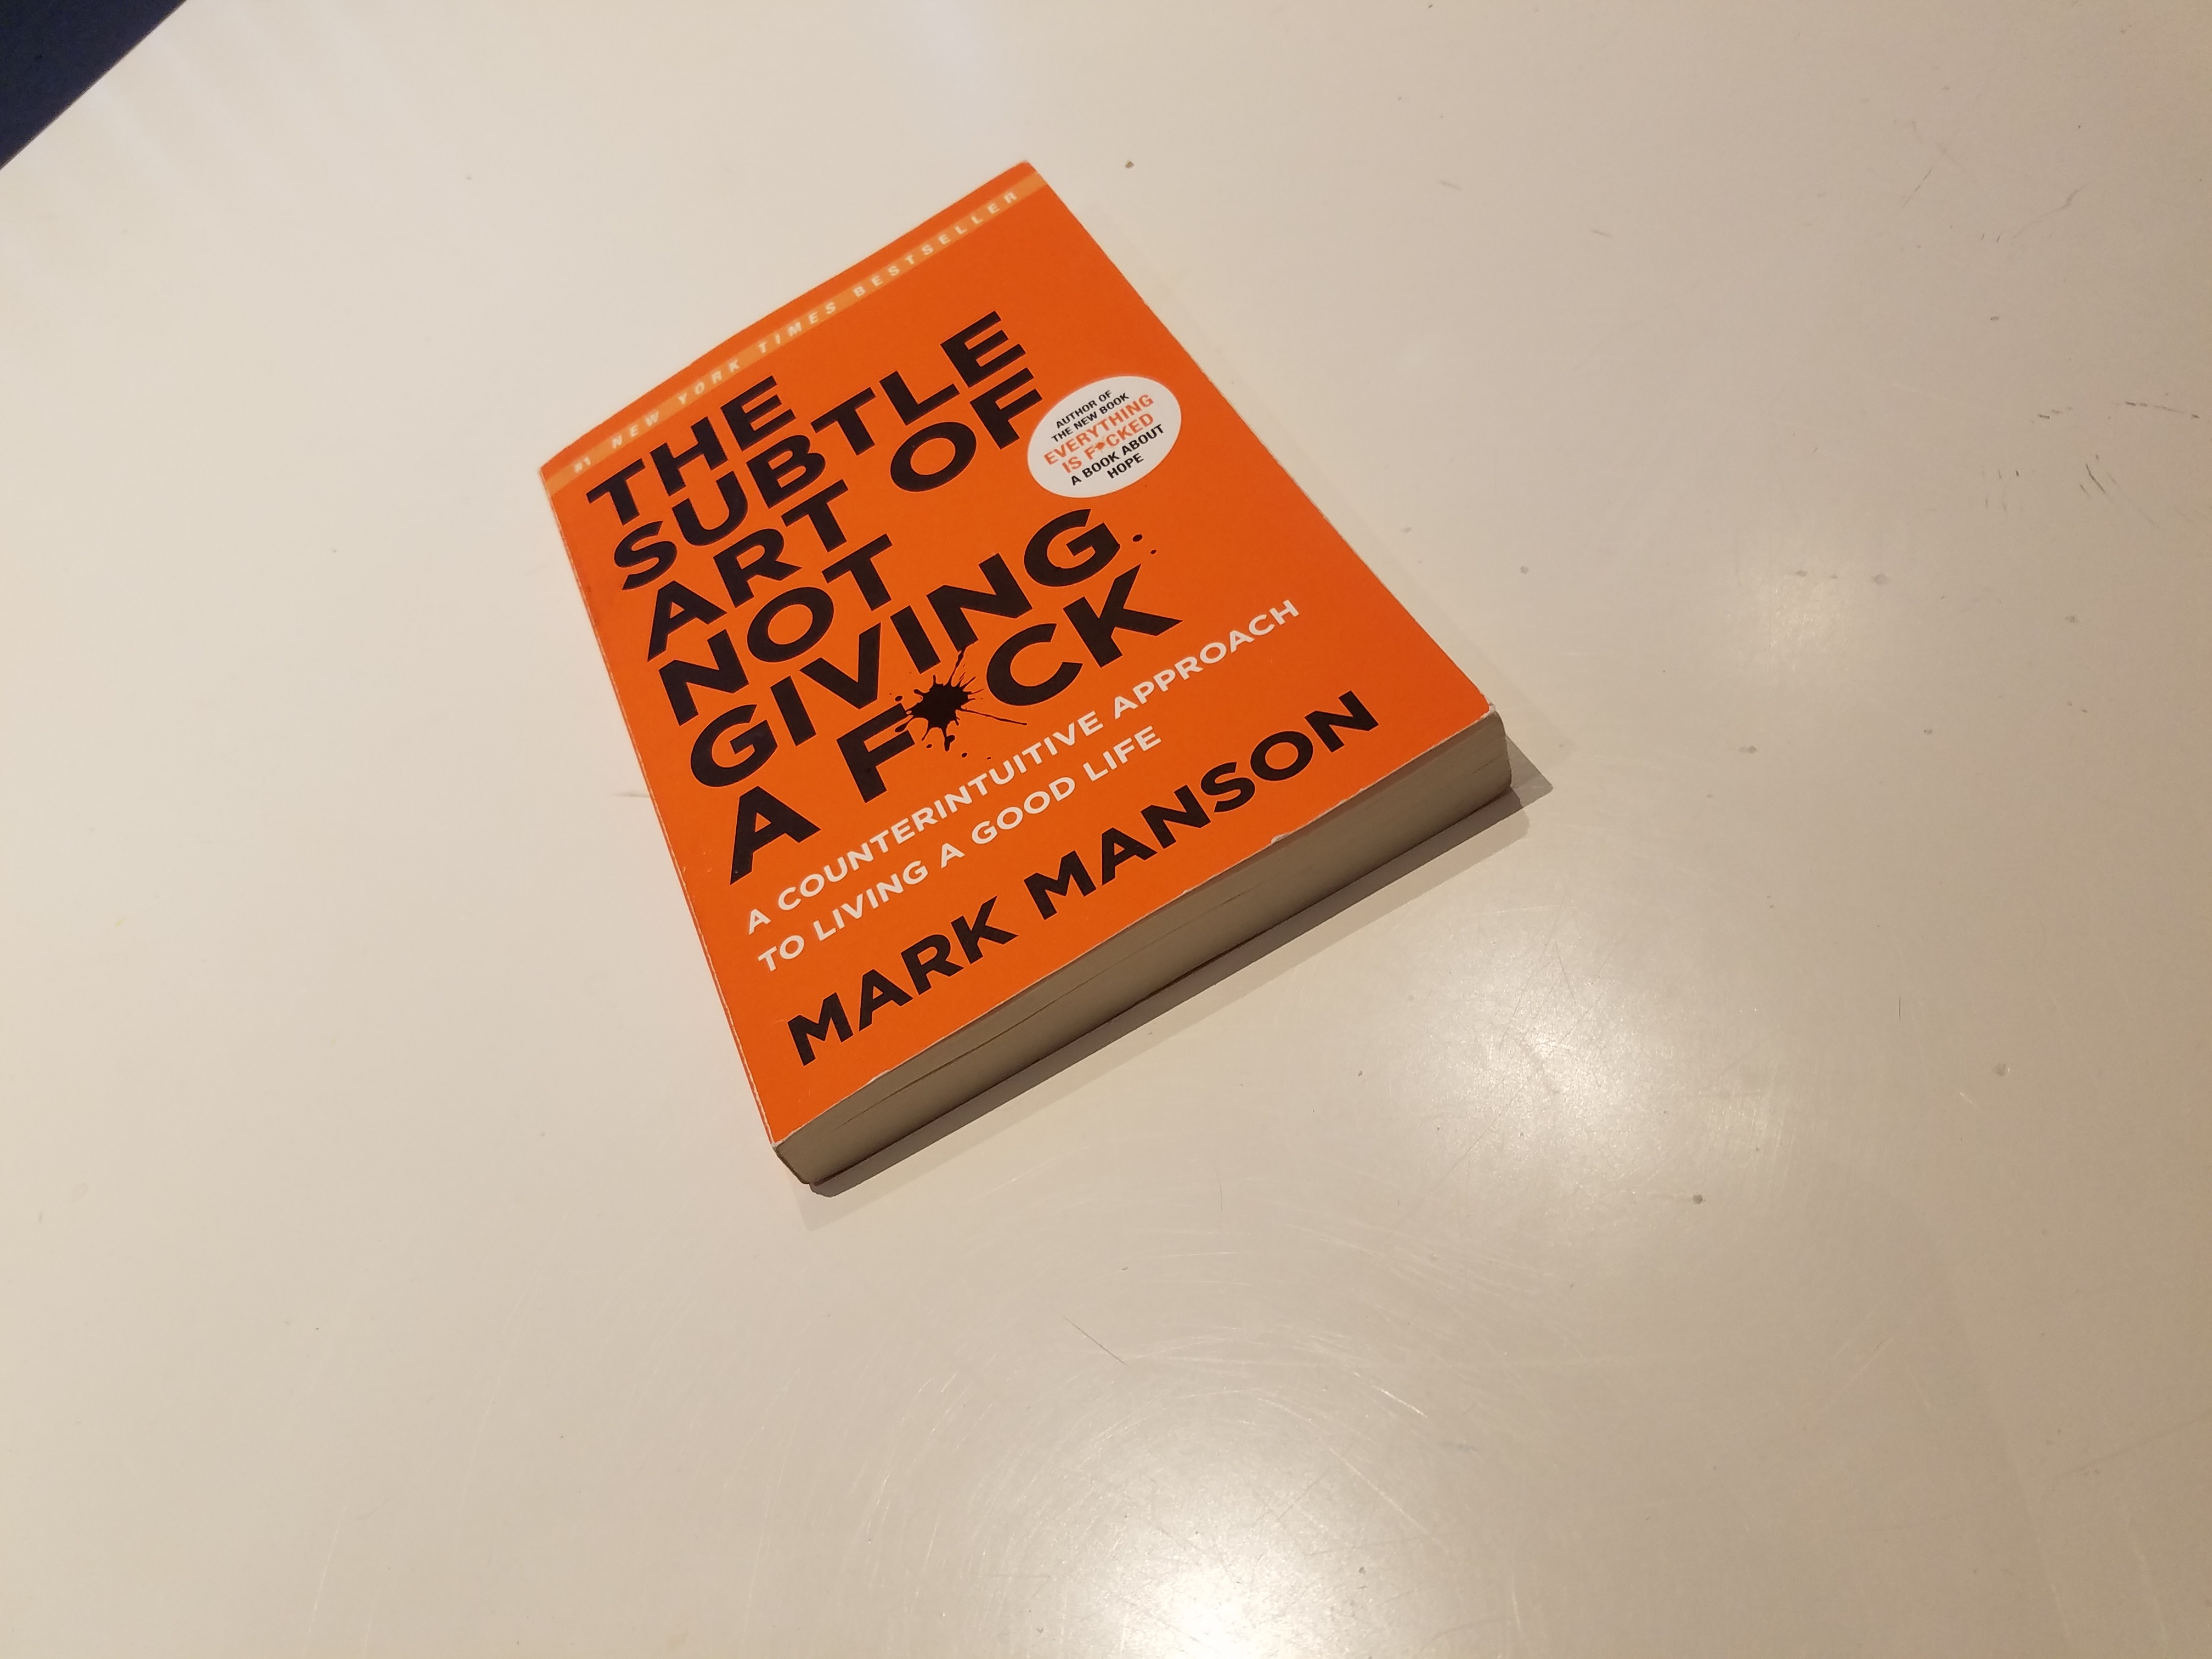 #1 NEW YORK TIMES BESTSELLER
THE
SUBTLE
ART OF
NOT
GIVING
A F*CK
AUTHOR OF
THE NEW BOOK
EVERYTHING
IS F*CKED
A BOOK ABOUT
HOPE
A COUNTERINTUITIVE APPROACH
TO LIVING A GOOD LIFE
MARK MANSON